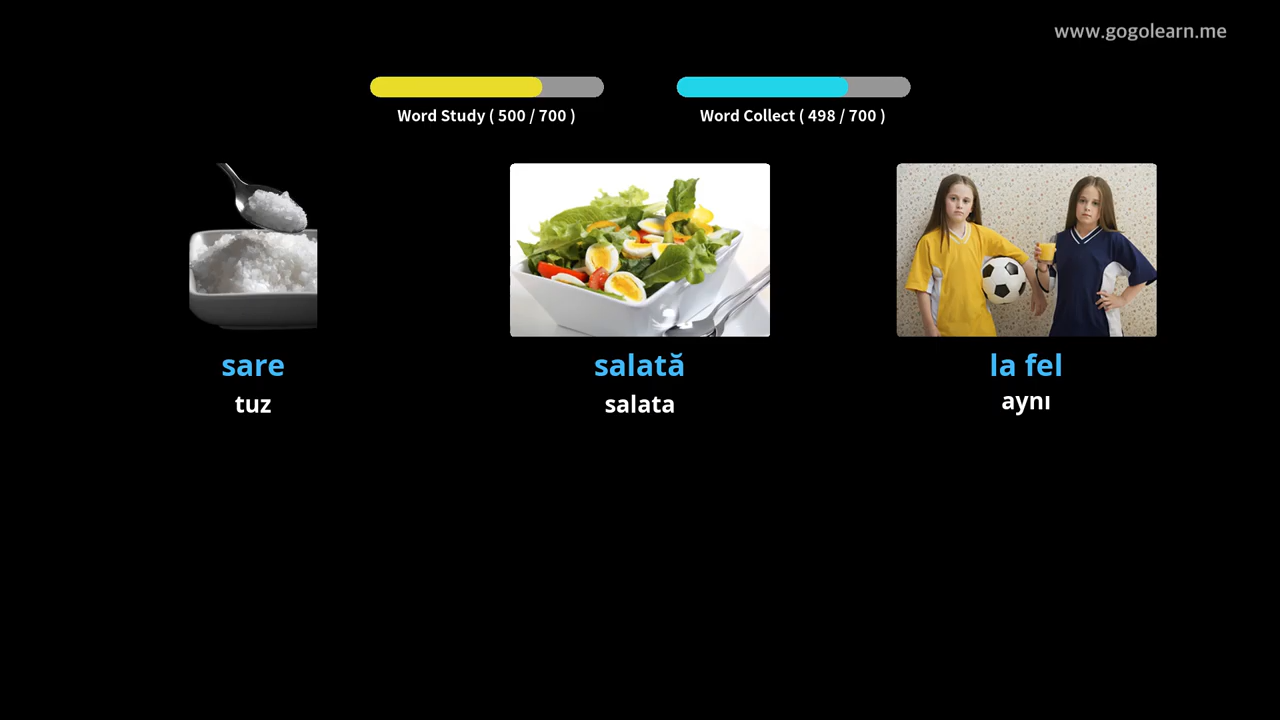 www.gogolearn.me
Word Study ( 500 / 700 )
Word Collect ( 498 / 700 )
sare
tuz
salată
salata
la fel
aynı